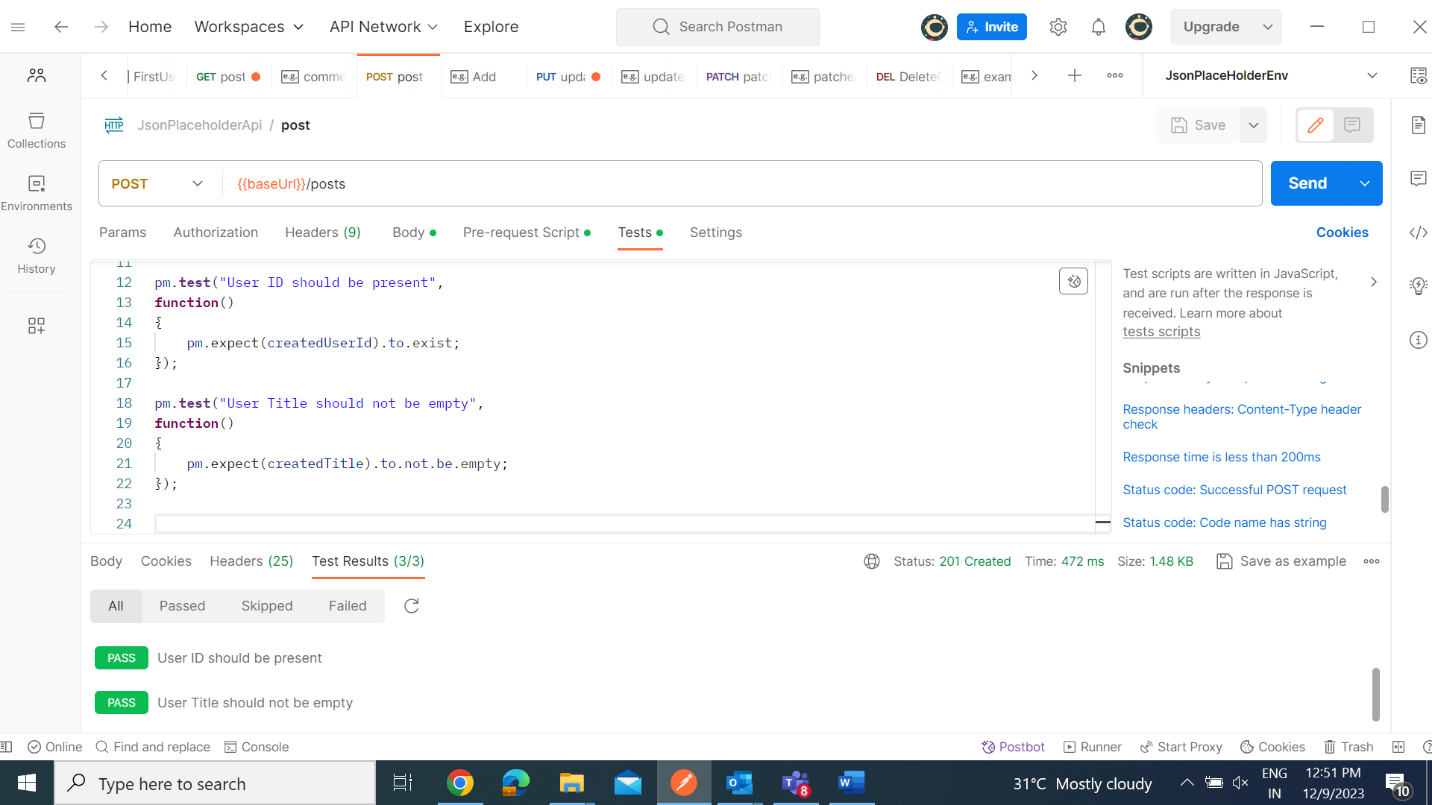 Home Workspaces API Network Explore Search Postman Invite Upgrade
FirstUs GET post e.g. comme POST post e.g. Add PUT upda e.g. update PATCH patc e.g. patche DEL Delete e.g. exam JsonPlaceHolderEnv
HTTP JsonPlaceholderApi / post Save
Collections
POST {{baseUrl}}/posts Send
Environments
Params Authorization Headers (9) Body Pre-request Script Tests Settings Cookies
History
11
12 pm.test("User ID should be present",
13 function()
14 {
15 pm.expect(createdUserId).to.exist;
16 });
17
18 pm.test("User Title should not be empty",
19 function()
20 {
21 pm.expect(createdTitle).to.not.be.empty;
22 });
23
24
Test scripts are written in JavaScript,
and are run after the response is
received. Learn more about
tests scripts
Snippets
Response headers: Content-Type header
check
Response time is less than 200ms
Status code: Successful POST request
Status code: Code name has string
Body Cookies Headers (25) Test Results (3/3) Status: 201 Created Time: 472 ms Size: 1.48 KB Save as example
All Passed Skipped Failed
PASS User ID should be present
PASS User Title should not be empty
Online Find and replace Console Postbot Runner Start Proxy Cookies Trash
Type here to search 31°C Mostly cloudy ENG 12:51 PM
IN 12/9/2023 10
8